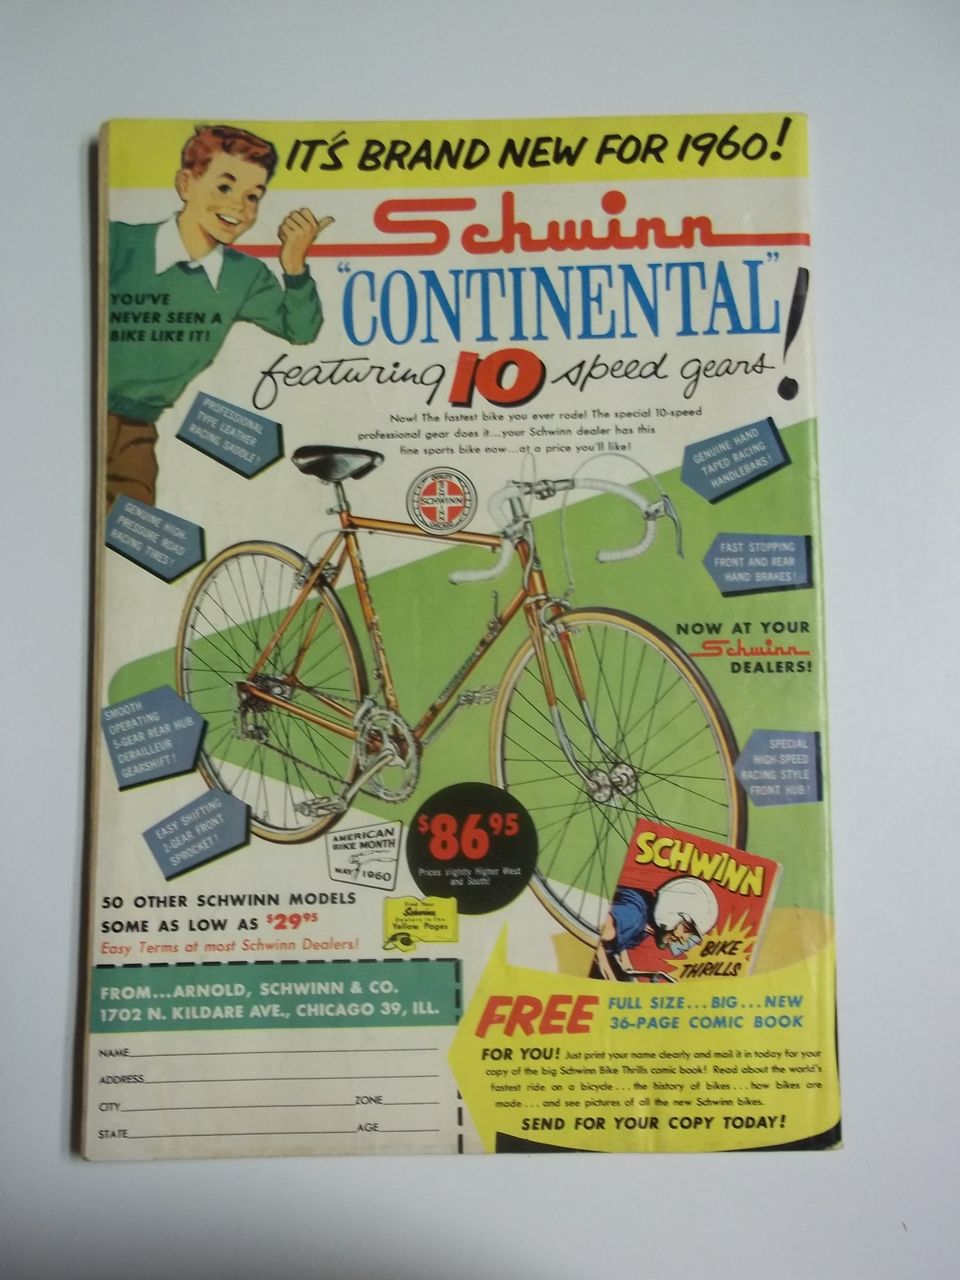 IT'S BRAND NEW FOR 1960!
Schwinn
"CONTINENTAL"!
featuring 10 speed gears!
YOU'VE
NEVER SEEN A
BIKE LIKE IT!
Now! The fastest bike you ever rode! The special 10-speed
professional gear does it...your Schwinn dealer has this
fine sports bike now...at a price you'll like!
PROFESSIONAL
TYPE LEATHER
RACING SADDLE!
GENUINE HAND
TAPED RACING
HANDLEBARS!
QUALITY
SCHWINN
SCHWINN
CHICAGO
GENUINE HIGH-
PRESSURE ROAD
RACING TIRES!
FAST STOPPING
FRONT AND REAR
HAND BRAKES!
NOW AT YOUR
Schwinn
DEALERS!
SMOOTH
OPERATING
5-GEAR REAR HUB
DERAILLEUR
GEARSHIFT!
SPECIAL
HIGH-SPEED
RACING STYLE
FRONT HUB!
EASY SHIFTING
2-GEAR FRONT
SPROCKET!
AMERICAN
BIKE MONTH
MAY 1960
$86.95
Prices slightly Higher West
and South!
SCHWINN
BIKE
THRILLS
50 OTHER SCHWINN MODELS
SOME AS LOW AS $29.95
Easy Terms at most Schwinn Dealers!
Find Your
Schwinn
Dealers in the
Yellow Pages
FROM...ARNOLD, SCHWINN & CO.
1702 N. KILDARE AVE., CHICAGO 39, ILL.
NAME
ADDRESS
CITY ZONE
STATE AGE
FREE FULL SIZE...BIG...NEW
36-PAGE COMIC BOOK
FOR YOU! Just print your name clearly and mail it in today for your
copy of the big Schwinn Bike Thrills comic book! Read about the world's
fastest ride on a bicycle...the history of bikes...how bikes are
made...and see pictures of all the new Schwinn bikes.
SEND FOR YOUR COPY TODAY!